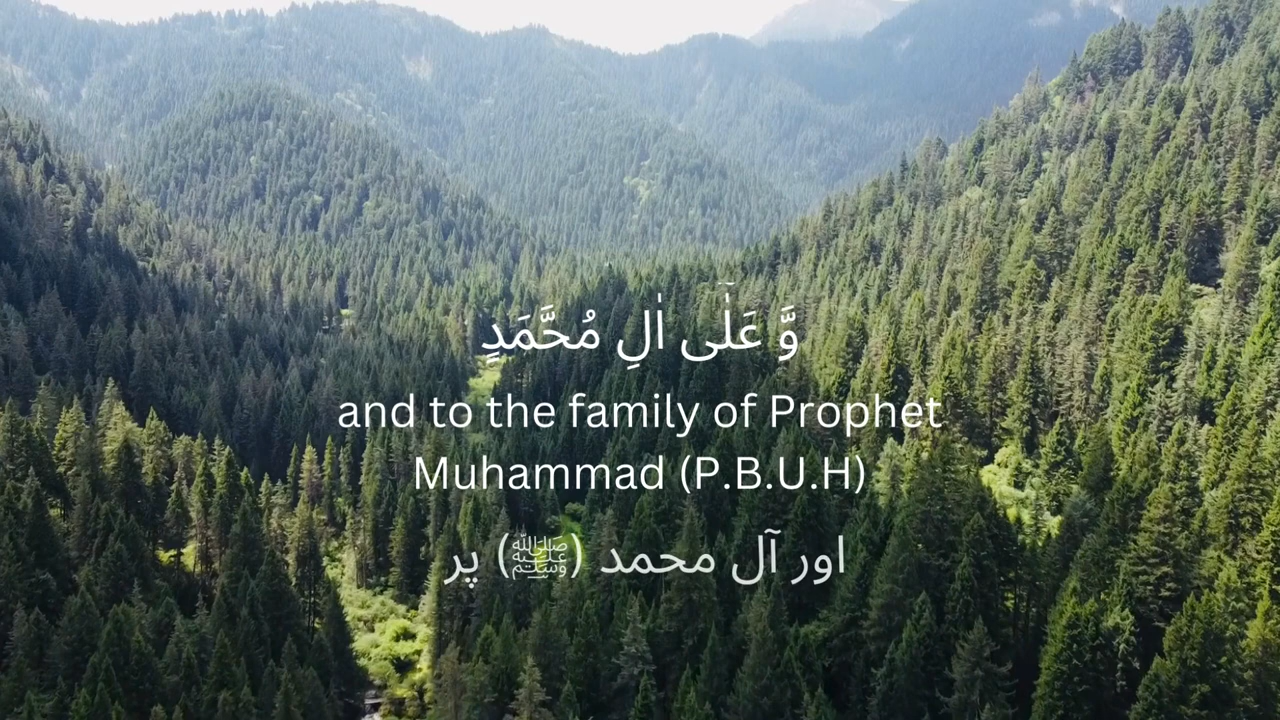 وَّ عَلٰٓى اٰلِ مُحَّمَدٍ
and to the family of Prophet
Muhammad (P.B.U.H)
اور آل محمد (ﷺ) پر